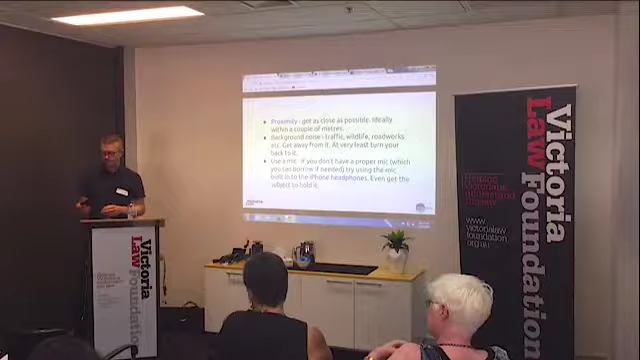 Proximity - get as close as possible. Ideally
within a couple of metres.
Background noise - traffic, wildlife, roadworks
etc. Get away from it. At very least turn your
back to it.
Use a mic - if you don't have a proper mic (which
you can borrow if needed) try using the mic
built in to the iPhone headphones. Even get the
subject to hold it.
Victoria
Law Foundation
www.
victorialaw
foundation
.org.au
Victoria
Law Foundation